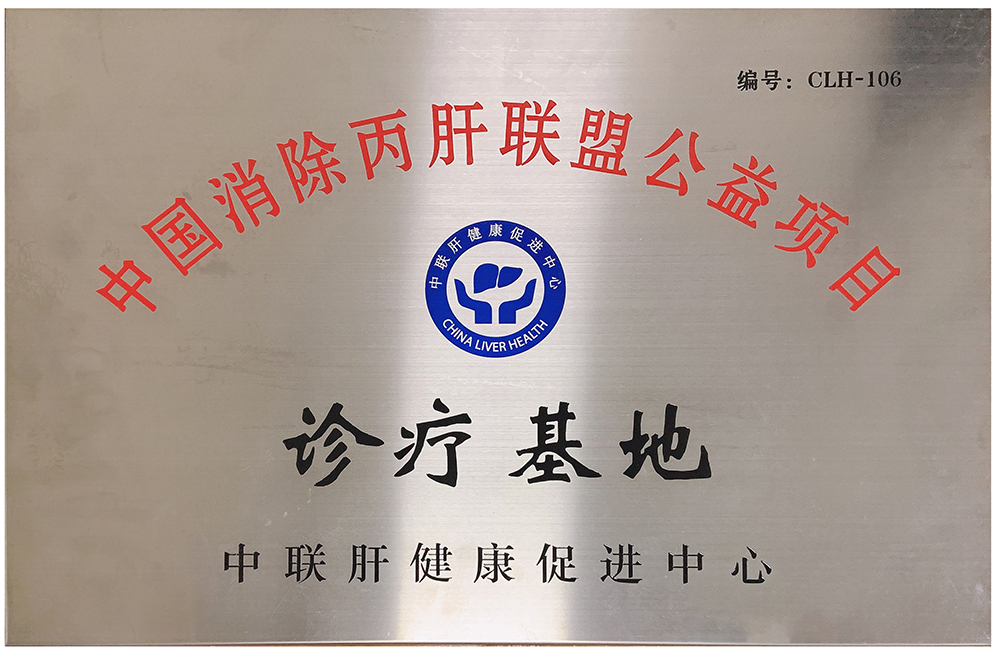 编号：CLH-106
中国消除丙肝联盟公益项目
中联肝健康促进中心
CHINA LIVER HEALTH
诊疗基地
中联肝健康促进中心